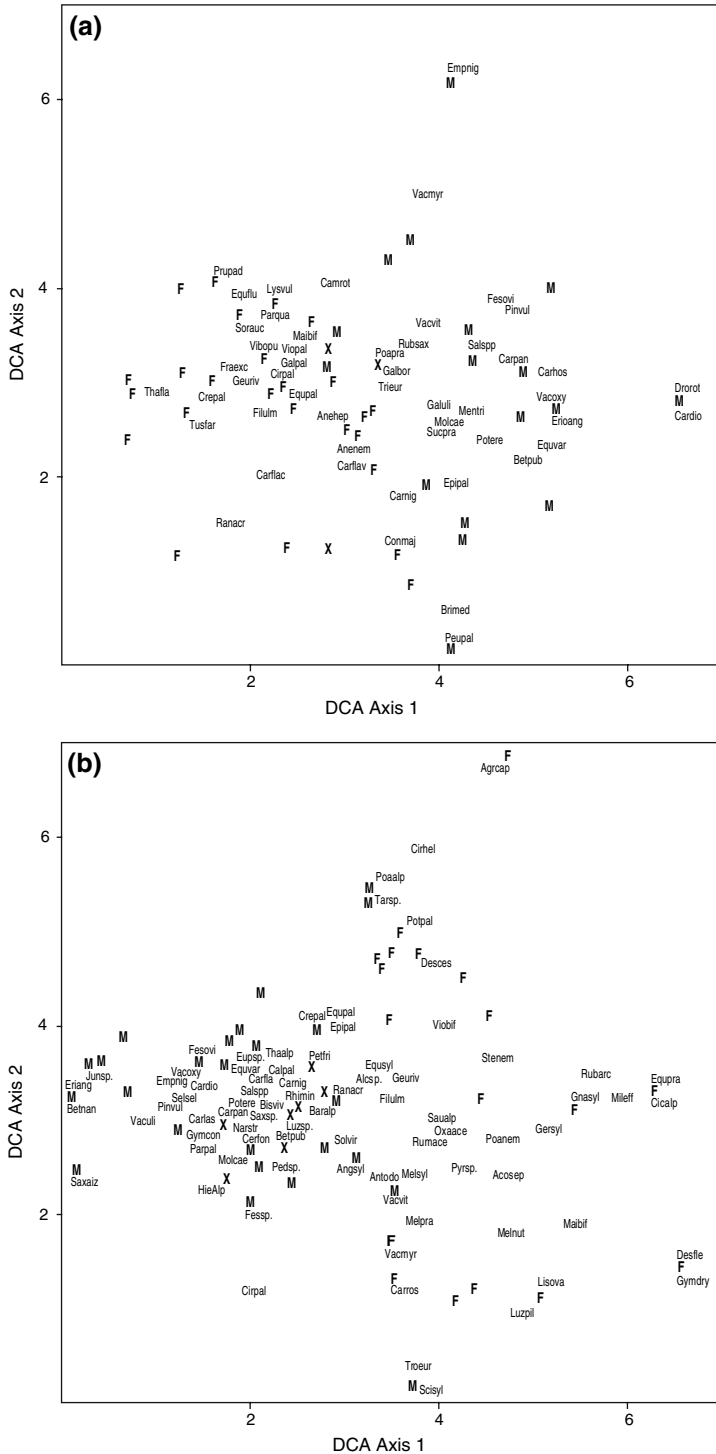 (a)
Empnig
M
6
Vacmyr
M
M
Prupad
F
F
Camrot
M
4
Equflu
Lysvul
F
Fesovi
Pinvul
F
Parqua
F
Sorauc
Maibif
M
Vacvit
M
Vibopu
Viopal
X
Rubsax
Salspp
F
Fraexc
Galpal
M
Poapra
X
Galbor
M
Carpan
M
Carhos
F
F
F
Geuriv
Cirpal
F
F
Trieur
Thafla
F
Crepal
F
Equpal
Vacoxy
Drorot
M
F
Tusfar
Filulm
F
Anehep
F
F
Galuli
Mentri
Molcae
M
M
Erioang
Cardio
F
F
F
Anenem
Sucpra
Potere
Equvar
Betpub
Carflac
Carflav
F
2
M
Epipal
Carnig
M
Ranacr
M
F
F
X
Conmaj
F
M
F
Brimed
Peupal
M
2
4
6
DCA Axis 1
DCA Axis 2
(b)
F
Agrcap
6
Cirhel
M
Poaalp
M
Tarsp.
Potpal
F
F
F
F
Desces
F
F
M
4
M
M
M
Crepal
M
Equpal
Epipal
F
Viobif
F
M
M
Fesovi
M
M
Eupsp.
Thaalp
Petfri
X
Stenem
Eriang
M
Junsp.
M
Vacoxy
M
Equvar
Calpal
Equsyl
Rubarc
Equpra
F
Cicalp
Betnan
M
Empnig
Cardio
Carfla
Carnig
Alcsp.
Geuriv
Selsel
Salspp
Rhimin
X
Ranacr
M
Filulm
F
Gnasyl
F
Mileff
Pinvul
Potere
Bisviv
X
X
Baralp
Vaculi
Carlas
Carpan
Saxsp.
Luzsp.
Saualp
M
Gymcon
X
Narstr
Cerfon
Betpub
Solvir
Oxaace
Rumace
Gersyl
Poanem
Parpal
M
X
M
M
Molcae
M
Pedsp.
Angsyl
Antodo
Melsyl
Pyrsp.
Acosep
Saxaiz
M
HieAlp
X
M
M
Vacvit
2
M
Fessp.
Melpra
Melnut
Maibif
F
Vacmyr
Desfle
F
Gymdry
Cirpal
F
Carros
F
F
Lisova
F
Luzpil
Troeur
M
Scisyl
2
4
6
DCA Axis 1
DCA Axis 2